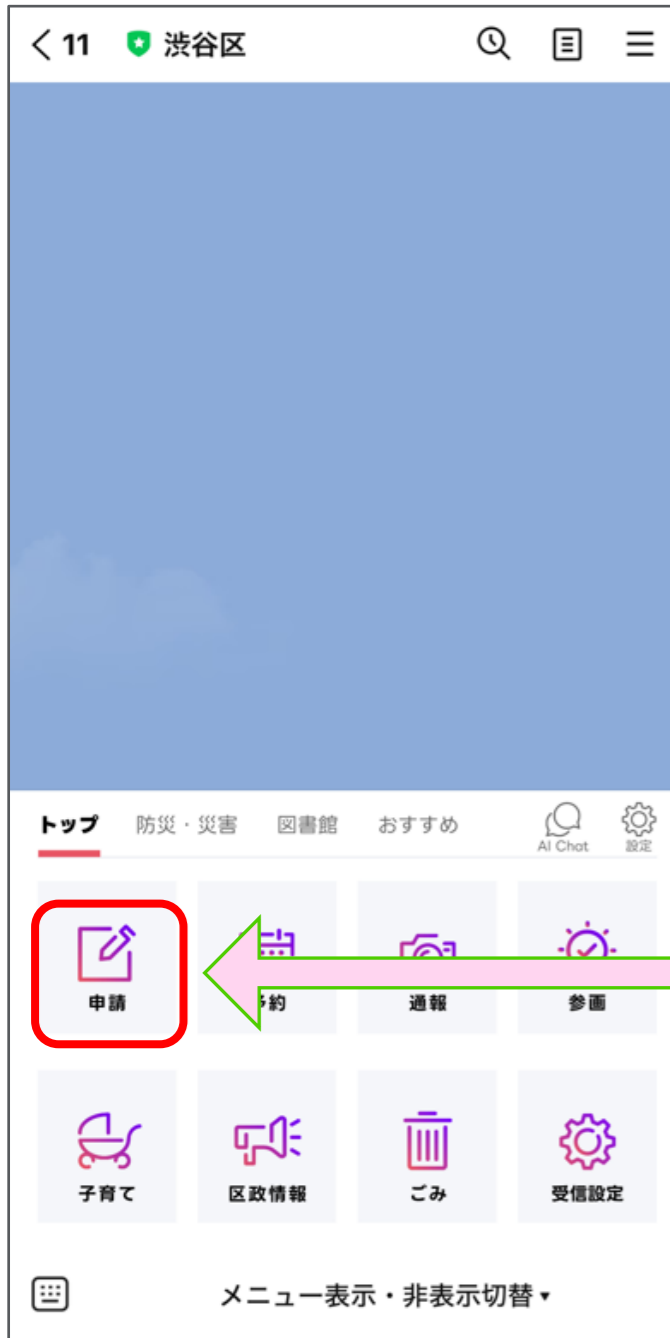 11 渋谷区
トップ 防災・災害 図書館 おすすめ AI Chat 設定
申請 約 通報 参画
子育て 区政情報 ごみ 受信設定
メニュー表示・非表示切替▼